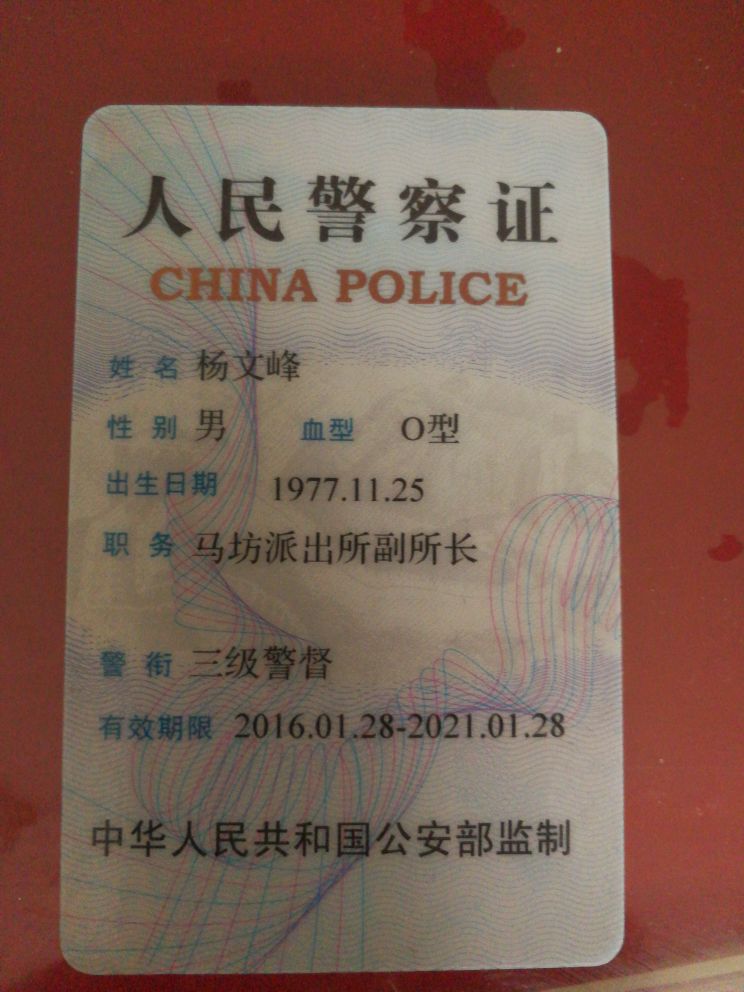 人民警察证
CHINA POLICE
姓名 杨文峰
性别 男 血型 O型
出生日期 1977.11.25
职务 马坊派出所副所长
警衔 三级警督
有效期限 2016.01.28-2021.01.28
中华人民共和国公安部监制